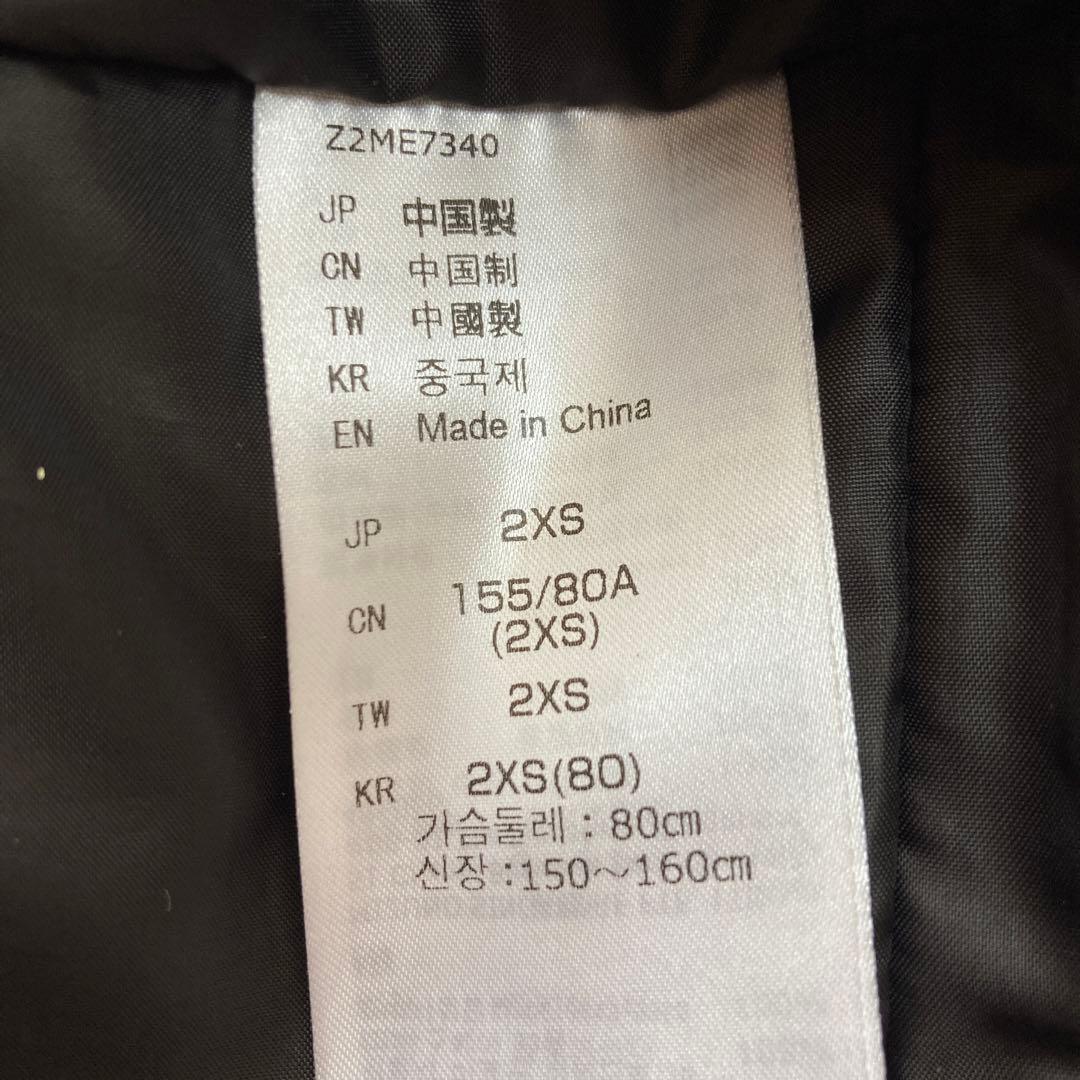 Z2ME7340
JP 中国製
CN 中国制
TW 中國製
KR 중국제
EN Made in China
JP 2XS
CN 155/80A
(2XS)
TW 2XS
KR 2XS(80)
가슴둘레 : 80cm
신장 :150～160cm